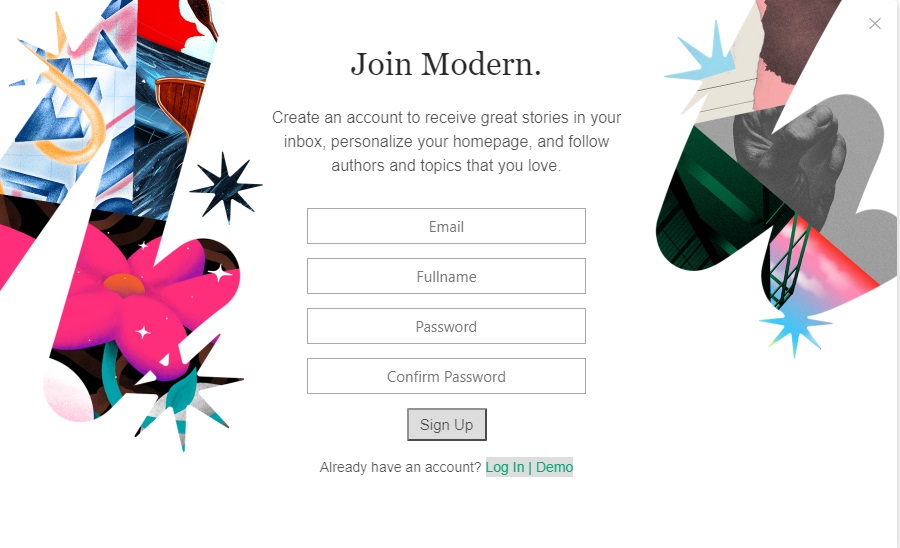 Join Modern.
Create an account to receive great stories in your
inbox, personalize your homepage, and follow
authors and topics that you love.
Email
Fullname
Password
Confirm Password
Sign Up
Already have an account? Log In | Demo